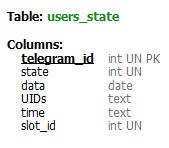 Table: users_state
Columns:
telegram_id int UN PK
state int UN
data date
UIDs text
time text
slot_id int UN